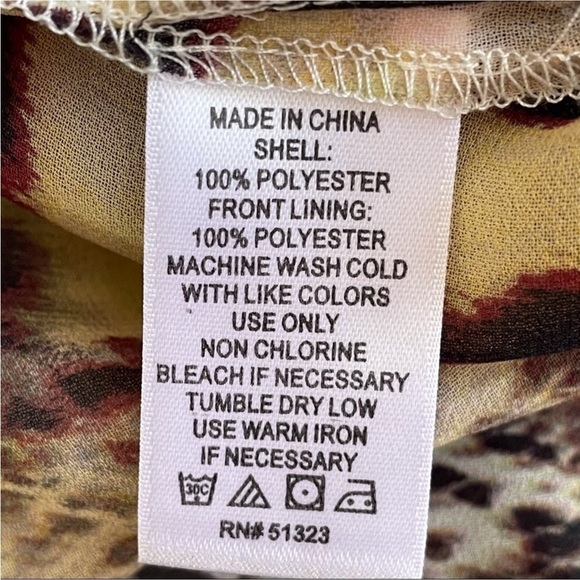 MADE IN CHINA
SHELL:
100% POLYESTER
FRONT LINING:
100% POLYESTER
MACHINE WASH COLD
WITH LIKE COLORS
USE ONLY
NON CHLORINE
BLEACH IF NECESSARY
TUMBLE DRY LOW
USE WARM IRON
IF NECESSARY
30C
RN# 51323